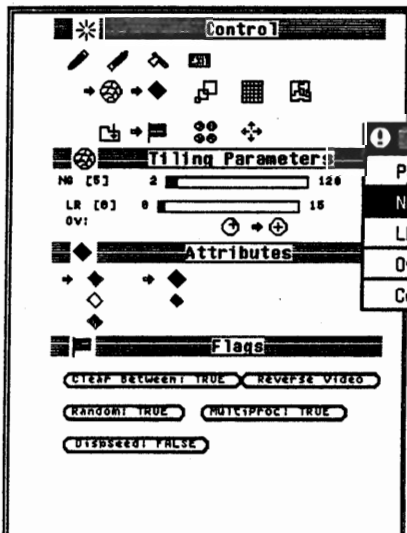 Control
Tiling Parameters
NG [5] 2 128
LR [0] 0 15
OV:
Attributes
Flags
Clear Between: TRUE Reverse Video
Random: TRUE MultiProc: TRUE
DispSeed: FALSE
P
N
L
O
C